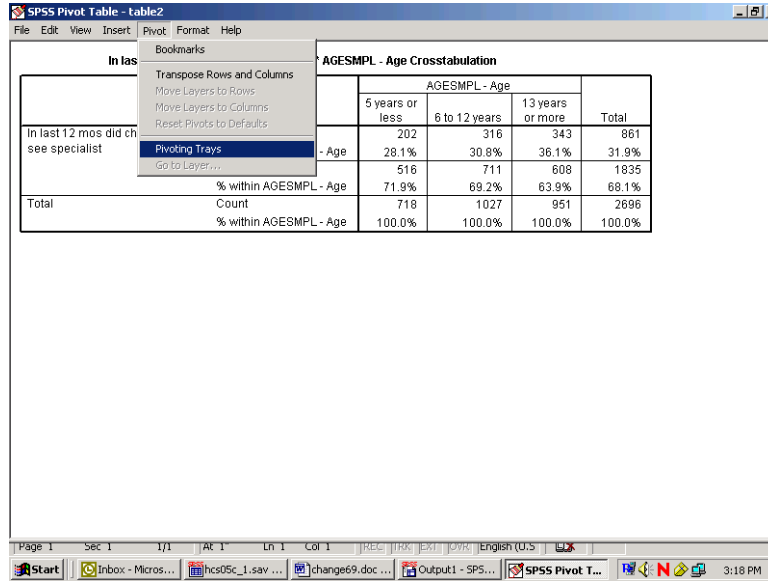 SPSS Pivot Table - table2
File Edit View Insert Pivot Format Help
Bookmarks
Transpose Rows and Columns
Move Layers to Rows
Move Layers to Columns
Reset Pivots to Defaults
Pivoting Trays
Go to Layer...
In las * AGESMPL - Age Crosstabulation
AGESMPL - Age
5 years or less 6 to 12 years 13 years or more Total
In last 12 mos did ch 202 316 343 861
see specialist - Age 28.1% 30.8% 36.1% 31.9%
516 711 608 1835
% within AGESMPL - Age 71.9% 69.2% 63.9% 68.1%
Total Count 718 1027 951 2696
% within AGESMPL - Age 100.0% 100.0% 100.0% 100.0%
Page 1 Sec 1 1/1 At 1" Ln 1 Col 1 REC TRK EXT OVR English (U.S
Start Inbox - Micros... hcs05c_1.sav ... change69.doc ... Output1 - SPS... SPSS Pivot T... N 3:18 PM